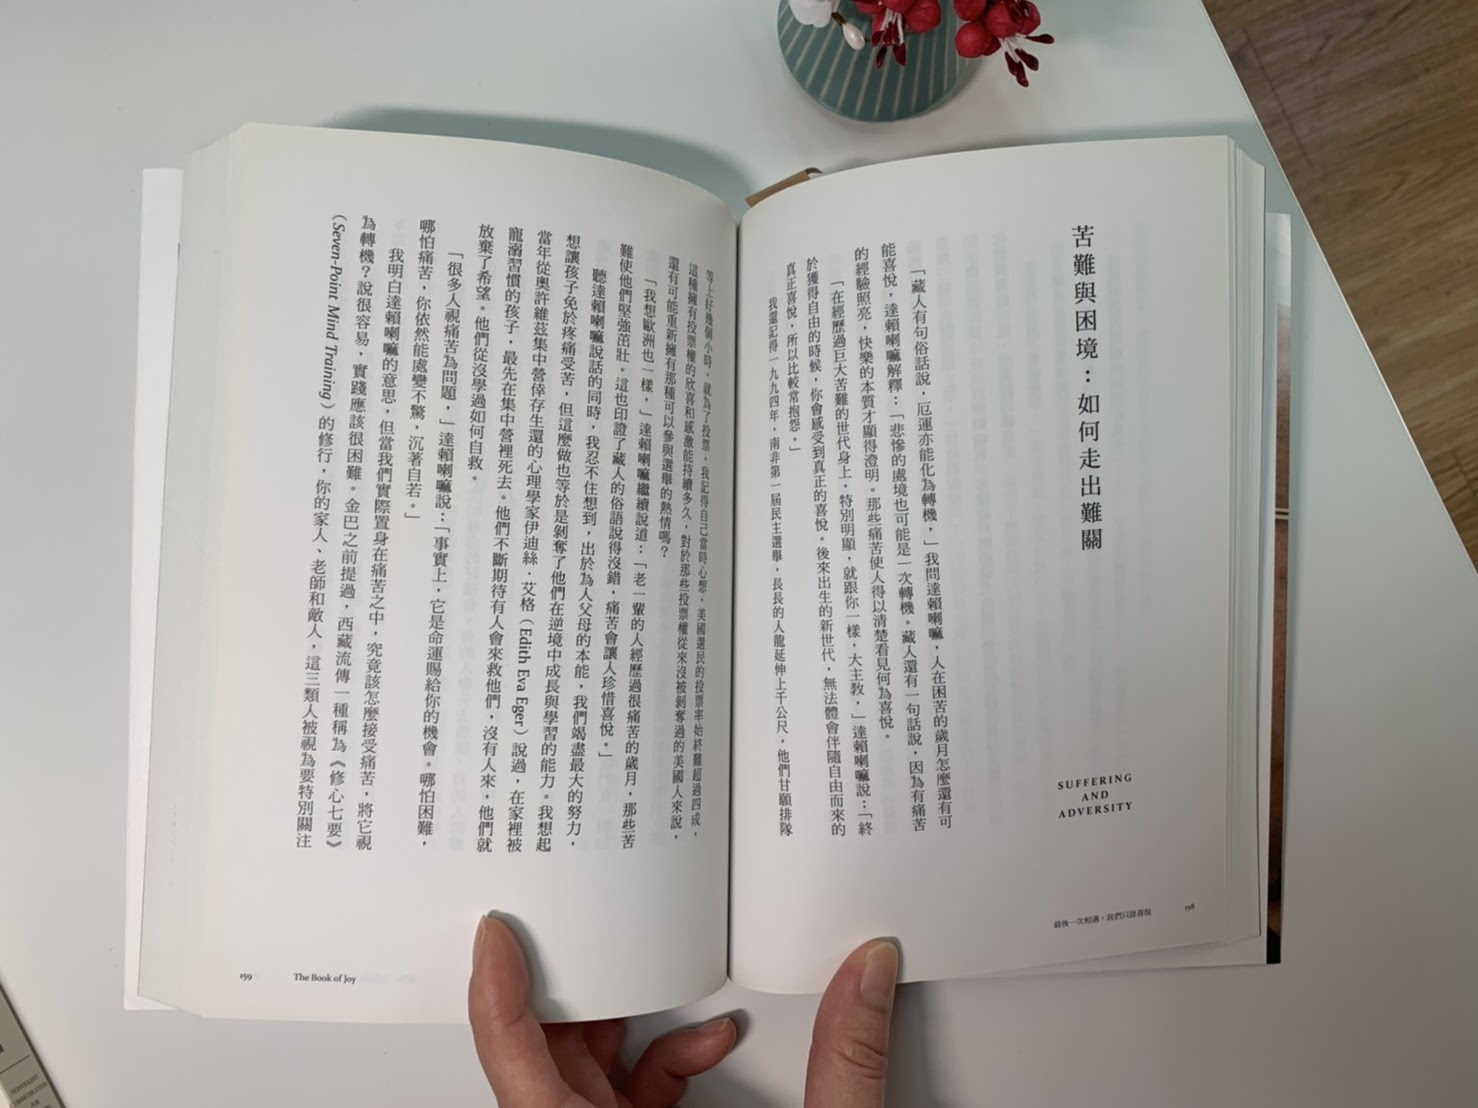 苦難與困境：如何走出難關
SUFFERING
AND
ADVERSITY
「藏人有句俗話說，厄運亦能化為轉機，」我問達賴喇嘛，人在困苦的歲月怎麼還有可
能喜悅，達賴喇嘛解釋：「悲慘的處境也可能是一次轉機。藏人還有一句話說，因為有痛苦
的經驗照亮，快樂的本質才顯得澄明。那些痛苦使人得以清楚看見何為喜悅。
「在經歷過巨大苦難的世代身上，特別明顯，就跟你一樣，大主教，」達賴喇嘛說：「終
於獲得自由的時候，你會感受到真正的喜悅。後來出生的新世代，無法體會伴隨自由而來的
真正喜悅，所以比較常抱怨。」
我還記得一九九四年，南非第一屆民主選舉，長長的人龍延伸上千公尺，他們甘願排隊
最後一次相遇，我們只談喜悅
158
等上好幾個小時，就為了投票，我記得自己當時心想，美國選民的投票率始終難超過四成，
這種擁有投票權的欣喜和感激能持續多久，對於那些投票權從來沒被剝奪過的美國人來說，
還有可能重新擁有那種可以參與選舉的熱情嗎？
「我想歐洲也一樣，」達賴喇嘛繼續說道：「老一輩的人經歷過很痛苦的歲月，那些苦
難使他們堅強茁壯。這也印證了藏人的俗語說得沒錯，痛苦會讓人珍惜喜悅。」
聽達賴喇嘛說話的同時，我忍不住想到，出於為人父母的本能，我們竭盡最大的努力，
想讓孩子免於疼痛受苦，但這麼做也等於是剝奪了他們在逆境中成長與學習的能力。我想起
當年從奧許維茲集中營倖存生還的心理學家伊迪絲．艾格（Edith Eva Eger）說過，在家裡被
寵溺習慣的孩子，最先在集中營裡死去。他們不斷期待有人會來救他們，沒有人來，他們就
放棄了希望。他們從沒學過如何自救。
「很多人視痛苦為問題，」達賴喇嘛說：「事實上，它是命運賜給你的機會。哪怕困難，
哪怕痛苦，你依然能處變不驚，沉著自若。」
我明白達賴喇嘛的意思，但當我們實際置身在痛苦之中，究竟該怎麼接受痛苦，將它視
為轉機？說很容易，實踐應該很困難。金巴之前提過，西藏流傳一種稱為《修心七要》
（Seven-Point Mind Training）的修行，你的家人、老師和敵人，這三類人被視為要特別關注
159
The Book of Joy